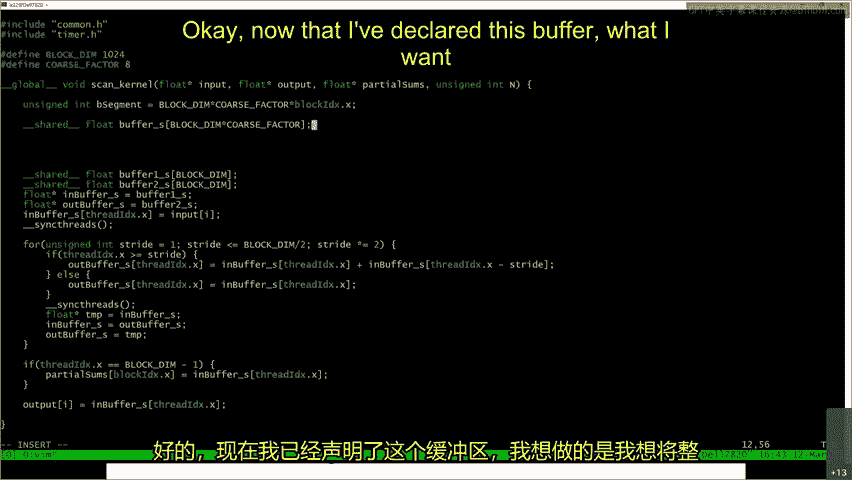 #include "common.h"
#include "timer.h"
Okay, now that I've declared this buffer, what I
want
#define BLOCK_DIM 1024
#define COARSE_FACTOR 8
__global__ void scan_kernel(float* input, float* output, float* partialSums, unsigned int N) {
unsigned int bSegment = BLOCK_DIM*COARSE_FACTOR*blockIdx.x;
__shared__ float buffer_s[BLOCK_DIM*COARSE_FACTOR];
__shared__ float buffer1_s[BLOCK_DIM];
__shared__ float buffer2_s[BLOCK_DIM];
float* inBuffer_s = buffer1_s;
float* outBuffer_s = buffer2_s;
inBuffer_s[threadIdx.x] = input[i];
__syncthreads();
for(unsigned int stride = 1; stride <= BLOCK_DIM/2; stride *= 2) {
if(threadIdx.x >= stride) {
outBuffer_s[threadIdx.x] = inBuffer_s[threadIdx.x] + inBuffer_s[threadIdx.x - stride];
} else {
outBuffer_s[threadIdx.x] = inBuffer_s[threadIdx.x];
}
__syncthreads();
float* tmp = inBuffer_s;
inBuffer_s = outBuffer_s;
outBuffer_s = tmp;
}
if(threadIdx.x == BLOCK_DIM - 1) {
partialSums[blockIdx.x] = inBuffer_s[threadIdx.x];
}
output[i] = inBuffer_s[threadIdx.x];
}
-- INSERT --
12,56
好的，现在我已经声明了这个缓冲区，我想做的是我想将整
+13